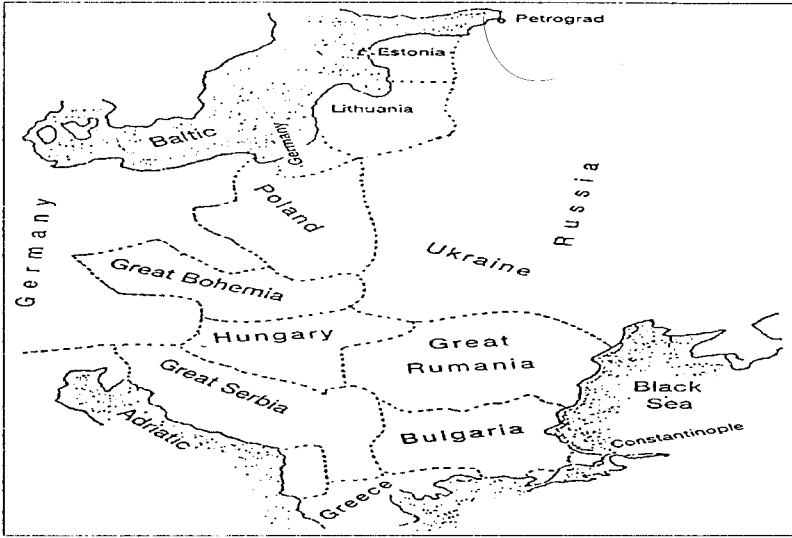 Petrograd
Estonia
Lithuania
Baltic
Germany
Russia
Poland
Germany
Ukraine
Great Bohemia
Hungary
Great
Rumania
Great Serbia
Black
Sea
Adriatic
Bulgaria
Constantinople
Greece